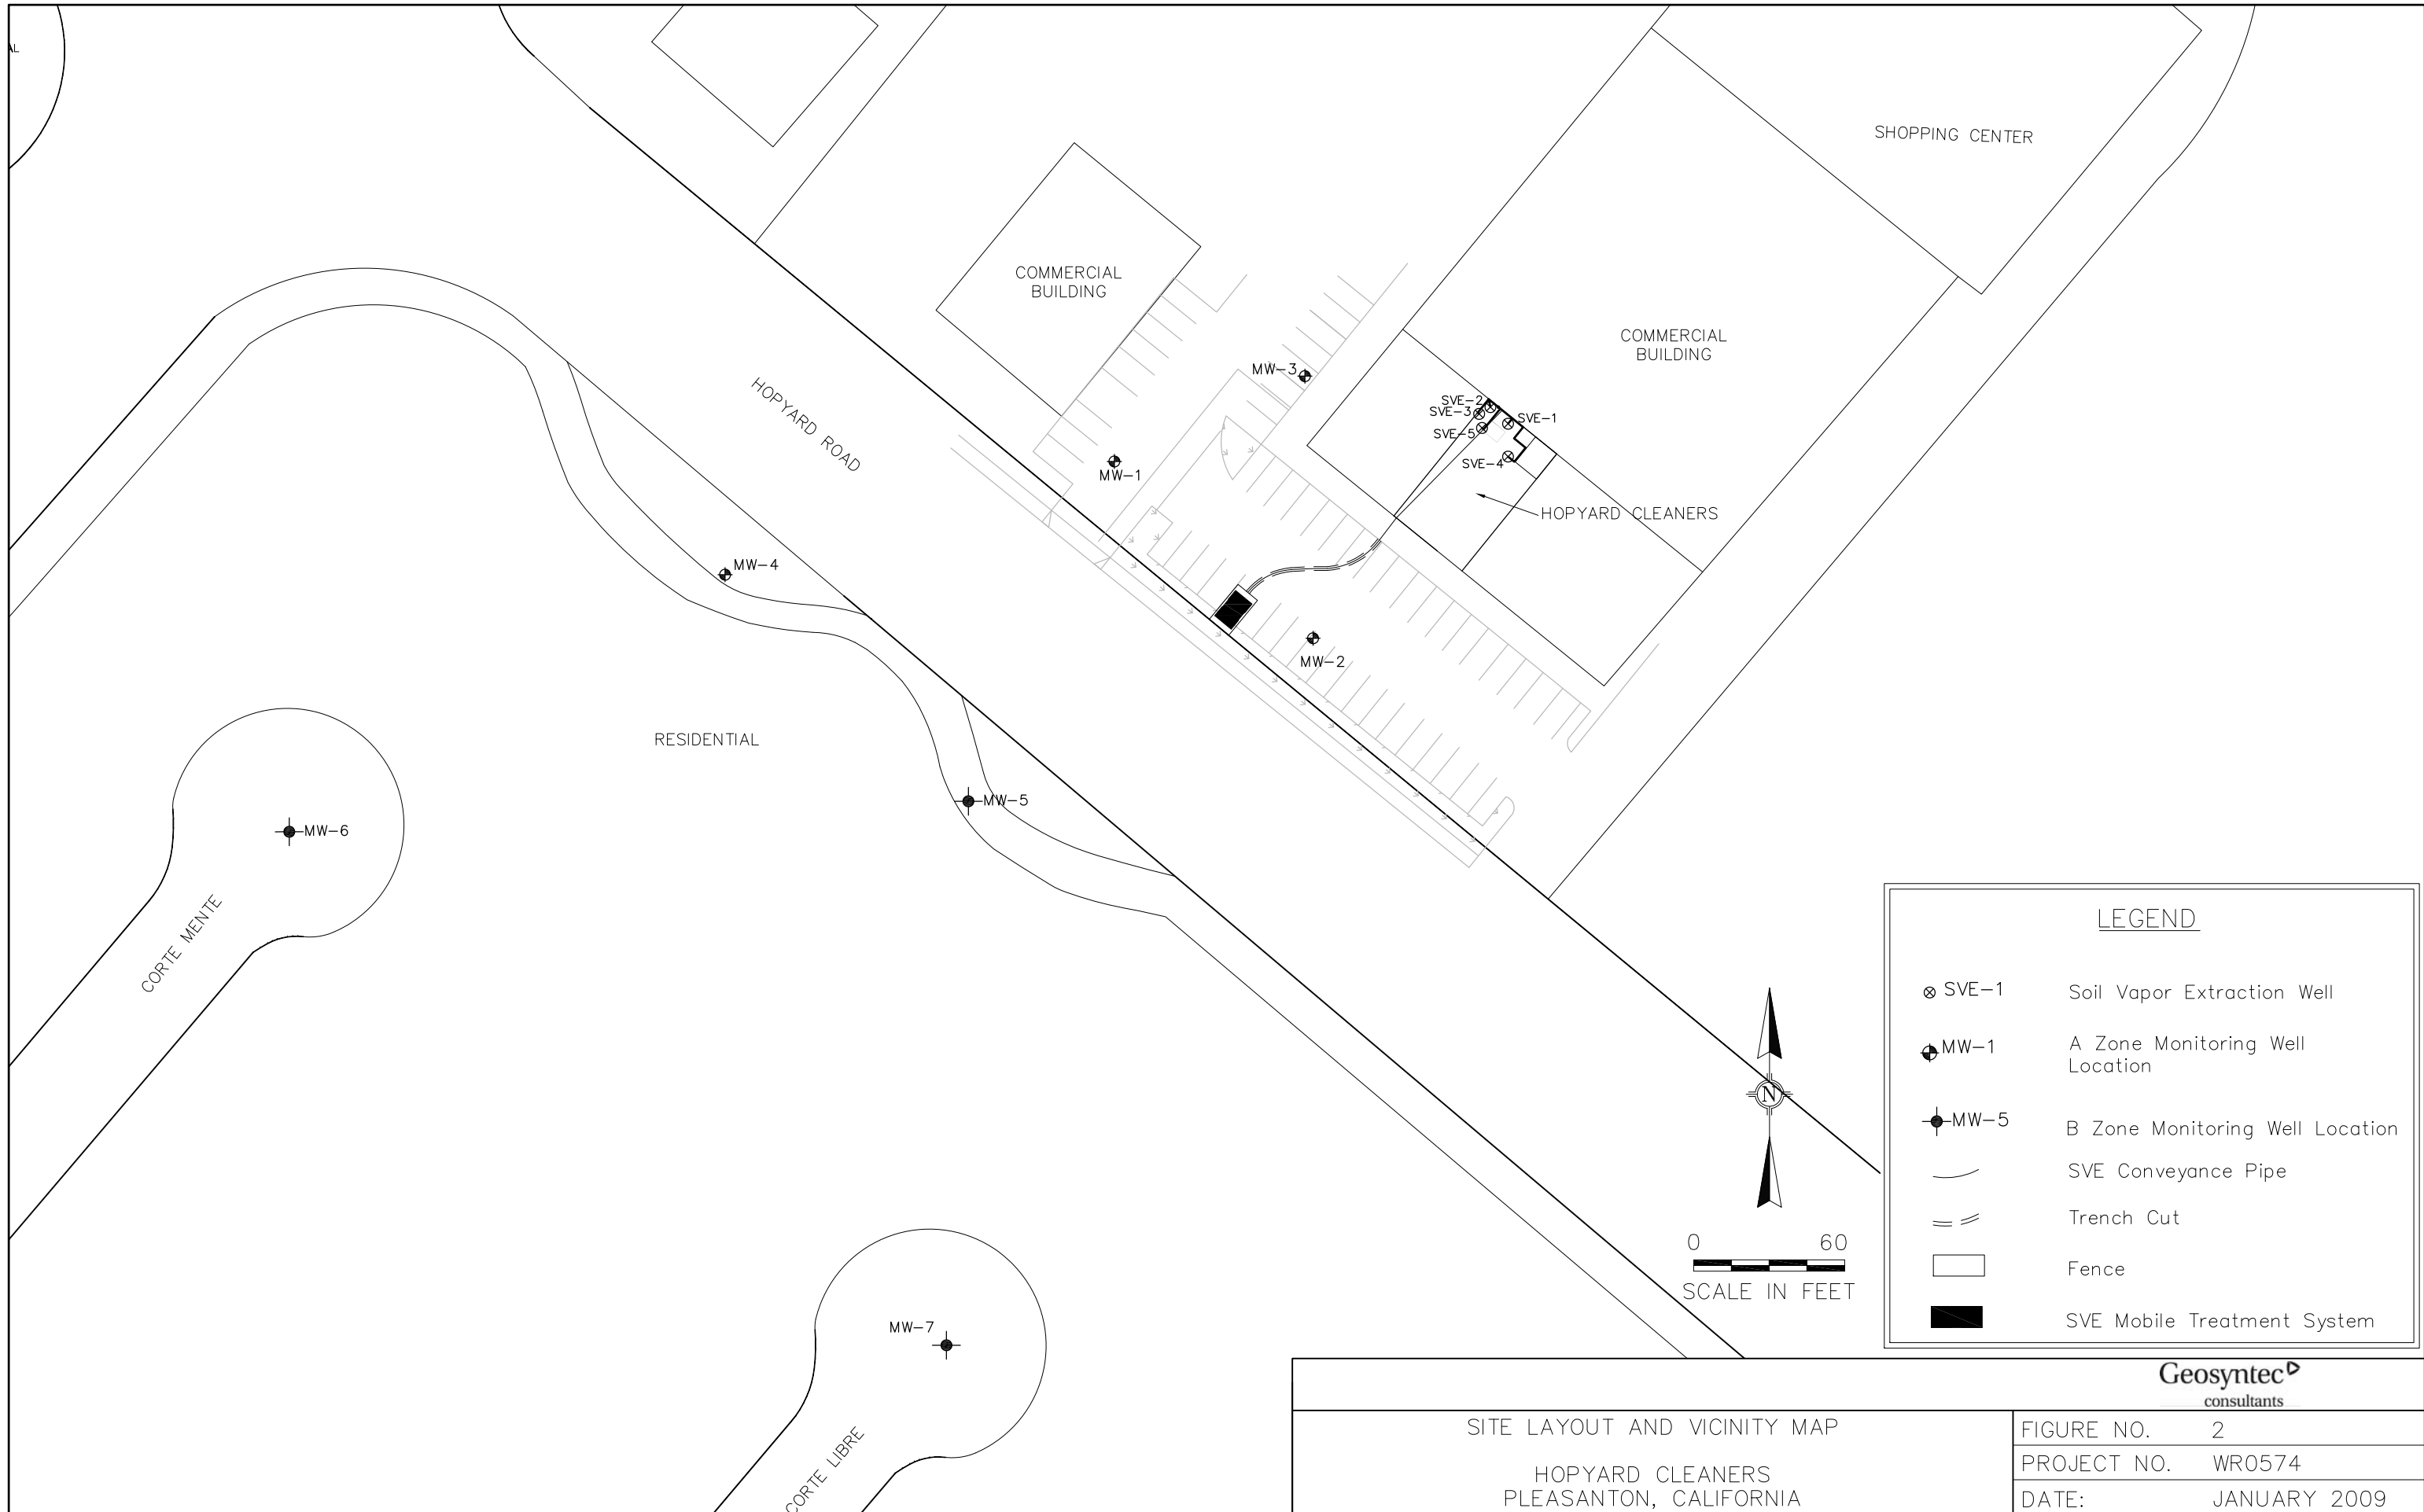 AL
SHOPPING CENTER
COMMERCIAL
BUILDING
COMMERCIAL
BUILDING
HOPYARD ROAD
MW-3
SVE-2
SVE-3
SVE-1
SVE-5
SVE-4
MW-1
HOPYARD CLEANERS
MW-4
MW-2
RESIDENTIAL
MW-5
MW-6
CORTE MENTE
MW-7
CORTE LIBRE
LEGEND
SVE-1 Soil Vapor Extraction Well
MW-1 A Zone Monitoring Well
Location
MW-5 B Zone Monitoring Well Location
SVE Conveyance Pipe
Trench Cut
Fence
SVE Mobile Treatment System
N
0 60
SCALE IN FEET
Geosyntec
consultants
SITE LAYOUT AND VICINITY MAP
HOPYARD CLEANERS
PLEASANTON, CALIFORNIA
FIGURE NO. 2
PROJECT NO. WR0574
DATE: JANUARY 2009